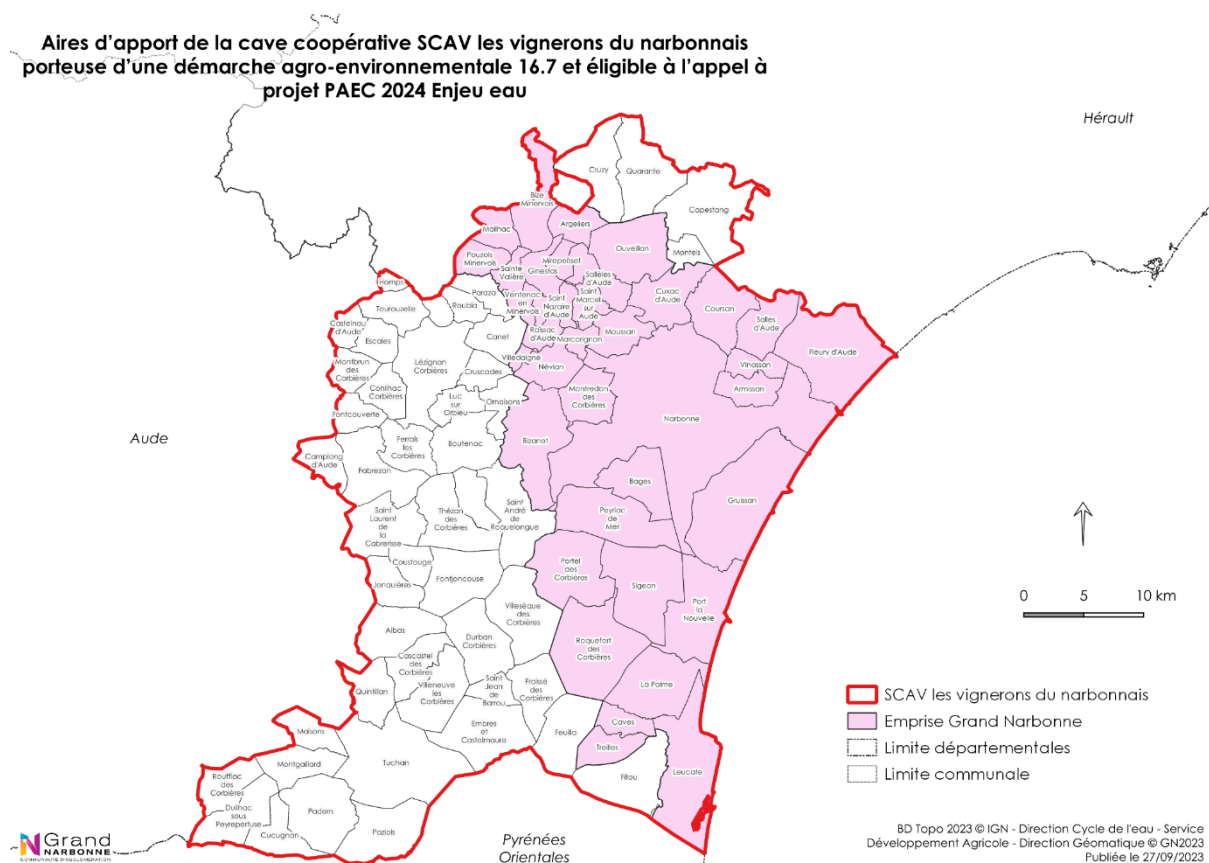 Aires d'apport de la cave coopérative SCAV les vignerons du narbonnais
porteuse d'une démarche agro-environnementale 16.7 et éligible à l'appel à
projet PAEC 2024 Enjeu eau
Hérault
Cruzy
Quarante
Capestang
Bize
Minervois
Argeliers
Mailhac
Ouveillan
Montels
Pouzols
Minervois
Mirepeisset
Sainte
Valière
Ginestas
Sallèles
d'Aude
Homps
Paraza
Roubia
Ventenac
en
Minervois
Saint
Nazaire
d'Aude
Saint
Marcel
sur
Aude
Cuxac
d'Aude
Coursan
Salles
d'Aude
Fleury d'Aude
Tourouzelle
Castelnau
d'Aude
Escales
Canet
Raissac
d'Aude
Marcorignan
Moussan
Villedaigne
Névian
Vinassan
Armissan
Montbrun
des
Corbières
Lézignan
Corbières
Cruscades
Conilhac
Corbières
Luc
sur
Orbieu
Ornaisons
Montredon
des
Corbières
Narbonne
Fontcouverte
Aude
Ferrals
les
Corbières
Boutenac
Bizanet
Camplong
d'Aude
Fabrezan
Bages
Gruissan
Saint
Laurent
de
la
Cabrerisse
Thézan
des
Corbières
Saint
André
de
Roquelongue
Peyriac
de
Mer
Coustouge
Jonquières
Fontjoncouse
Portel
des
Corbières
Sigean
Port
la
Nouvelle
Villesèque
des
Corbières
Albas
Durban
Corbières
Roquefort
des
Corbières
Cascastel
des
Corbières
Quintillan
Villeneuve
les
Corbières
Saint
Jean
de
Barrou
Fraissé
des
Corbières
La Palme
Embres
et
Castelmaure
Feuilla
Caves
Treilles
Maisons
Montgaillard
Tuchan
Fitou
Leucate
Rouffiac
des
Corbières
Duilhac
sous
Peyrepertuse
Padern
Cucugnan
Paziols
Pyrénées
Orientales
0 5 10 km
SCAV les vignerons du narbonnais
Emprise Grand Narbonne
Limite départementales
Limite communale
BD Topo 2023 © IGN - Direction Cycle de l'eau - Service
Développement Agricole - Direction Géomatique © GN2023
Publiée le 27/09/2023
Grand
NARBONNE
COMMUNAUTÉ D'AGGLOMÉRATION